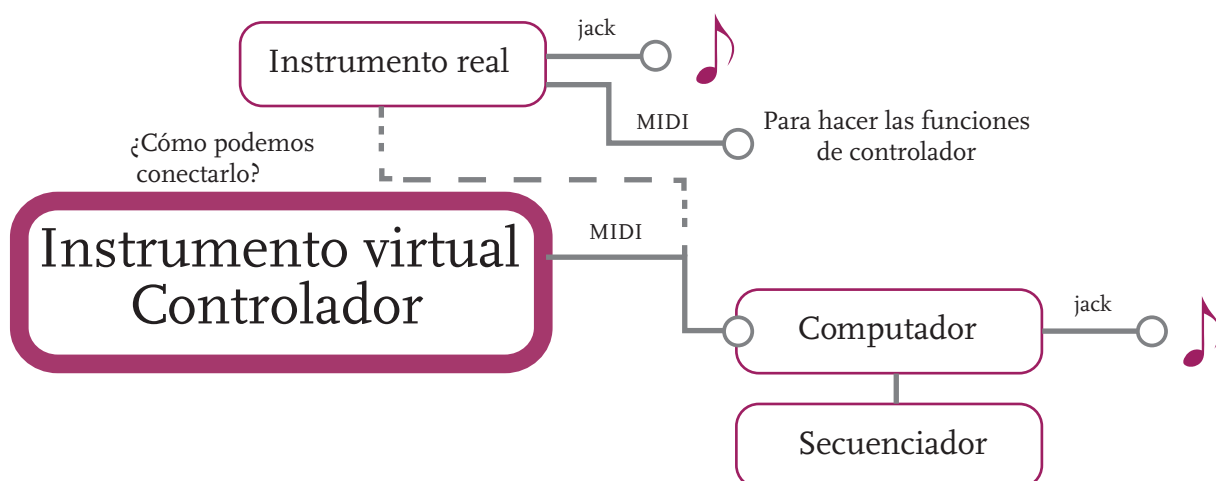 jack
Instrumento real
MIDI
Para hacer las funciones
de controlador
¿Cómo podemos
conectarlo?
Instrumento virtual
Controlador
MIDI
jack
Computador
Secuenciador